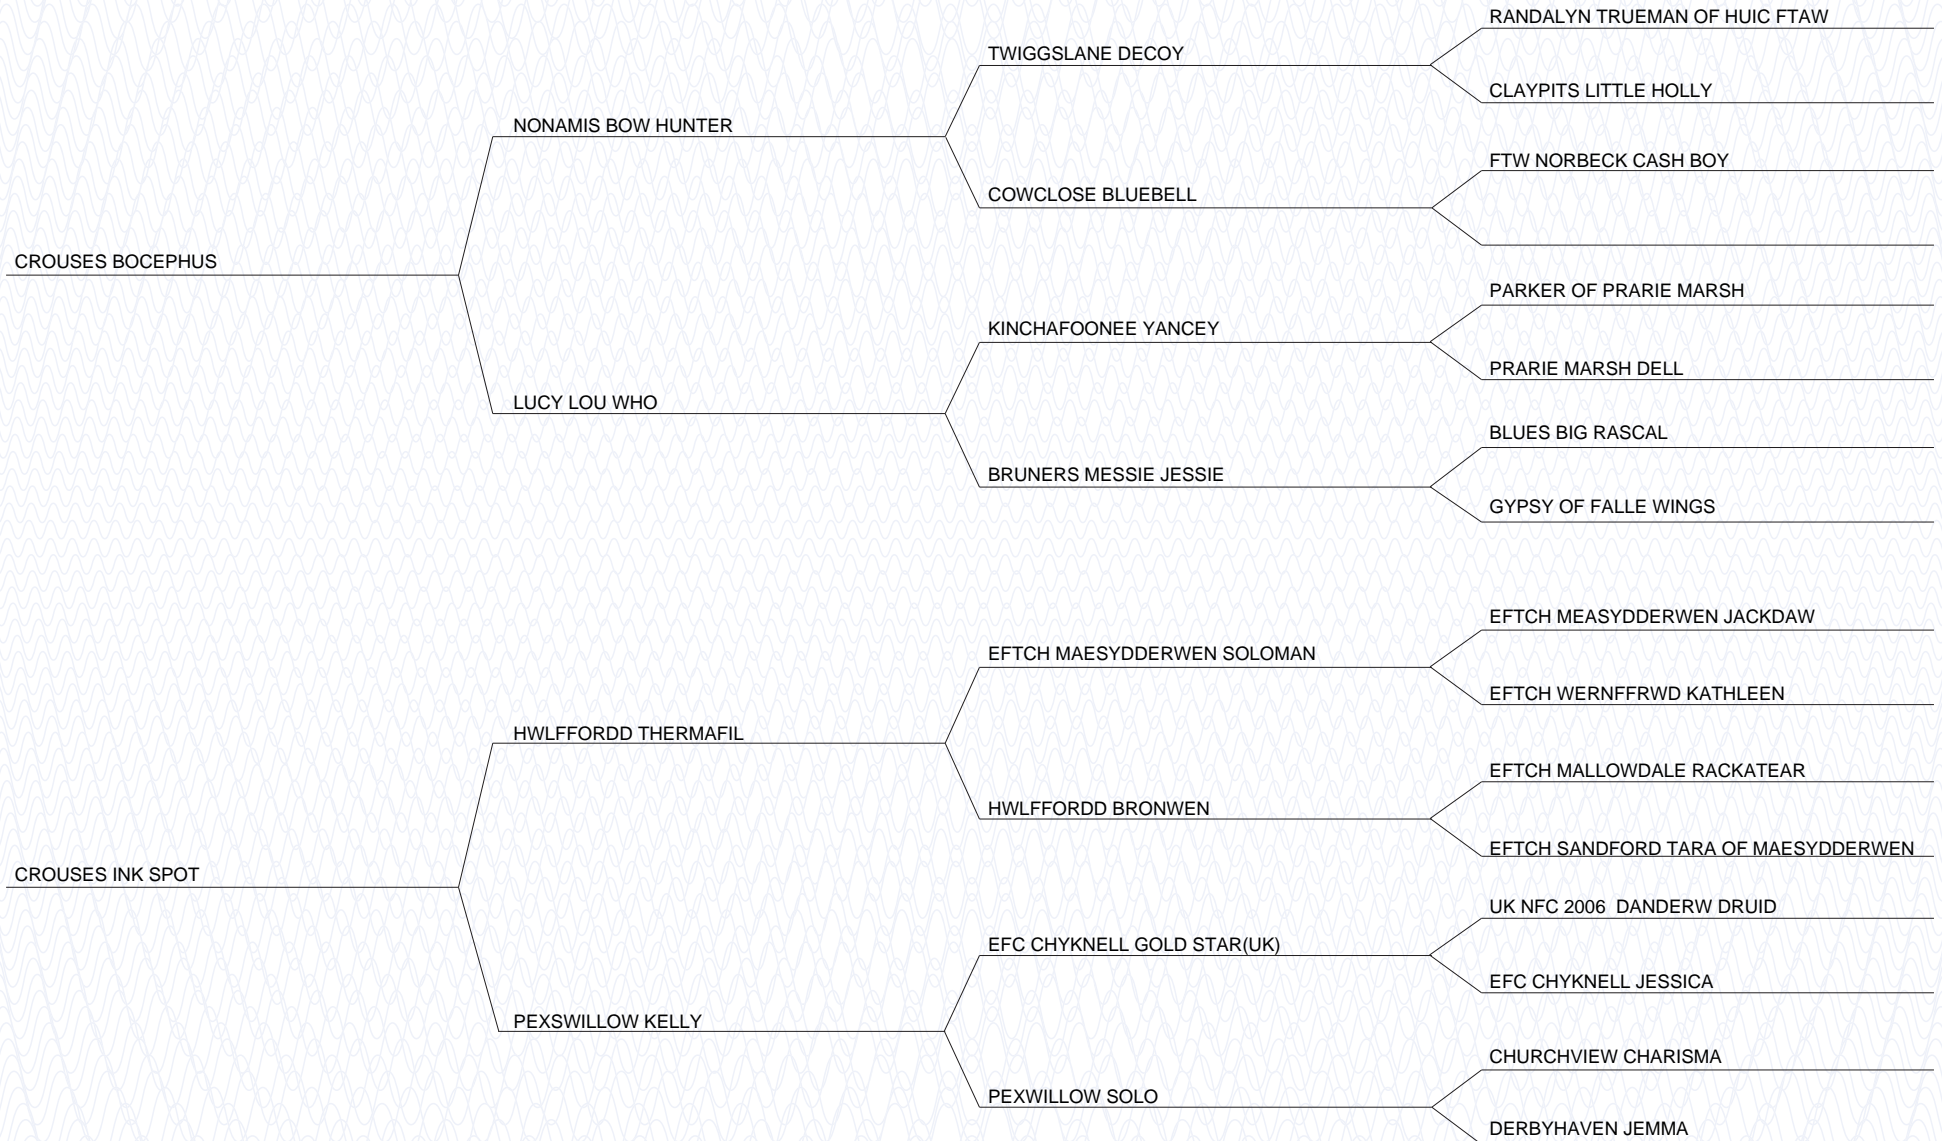 RANDALYN TRUEMAN OF HUIC FTAW
TWIGGSLANE DECOY
CLAYPITS LITTLE HOLLY
NONAMIS BOW HUNTER
FTW NORBECK CASH BOY
COWCLOSE BLUEBELL
CROUSES BOCEPHUS
PARKER OF PRARIE MARSH
KINCHAFOONEE YANCEY
PRARIE MARSH DELL
LUCY LOU WHO
BLUES BIG RASCAL
BRUNERS MESSIE JESSIE
GYPSY OF FALLE WINGS
EFTCH MEASYDDERWEN JACKDAW
EFTCH MAESYDDERWEN SOLOMAN
EFTCH WERNFFRWD KATHLEEN
HWLFFORDD THERMAFIL
EFTCH MALLOWDALE RACKATEAR
HWLFFORDD BRONWEN
EFTCH SANDFORD TARA OF MAESYDDERWEN
CROUSES INK SPOT
UK NFC 2006  DANDERW DRUID
EFC CHYKNELL GOLD STAR(UK)
EFC CHYKNELL JESSICA
PEXSWILLOW KELLY
CHURCHVIEW CHARISMA
PEXWILLOW SOLO
DERBYHAVEN JEMMA